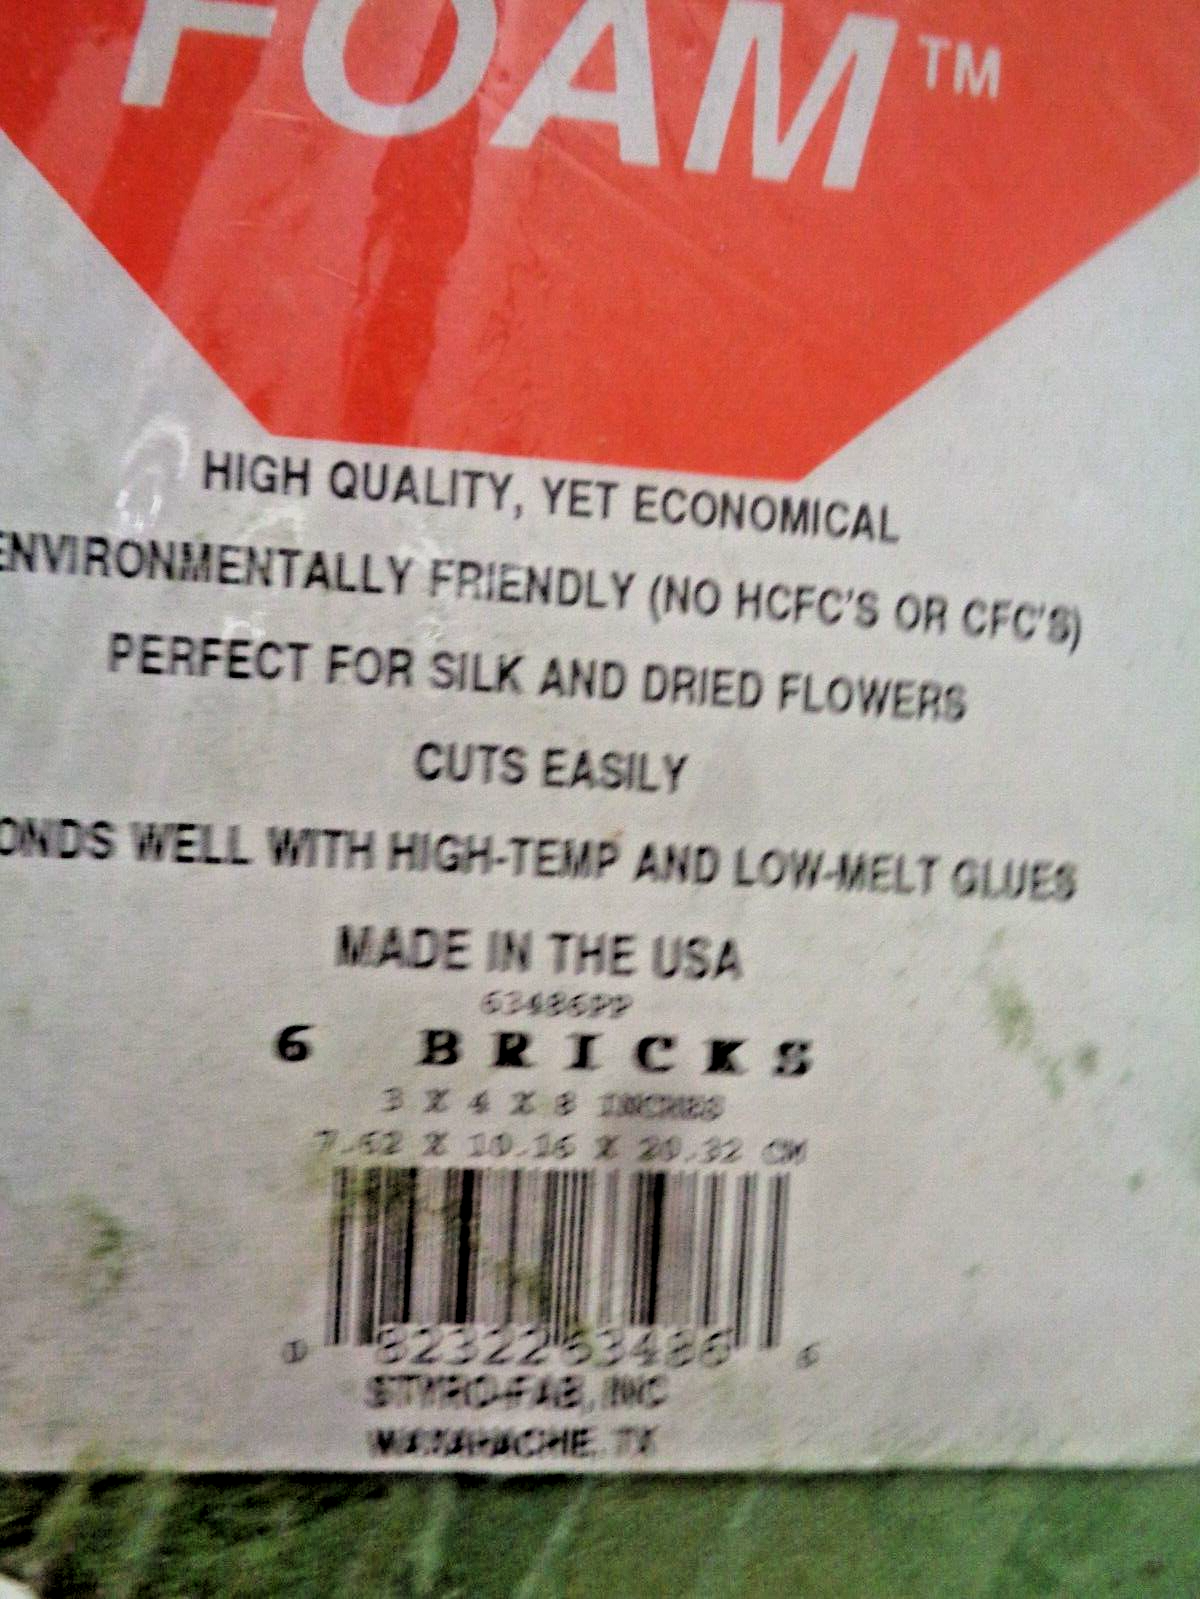 FOAM™
HIGH QUALITY, YET ECONOMICAL
ENVIRONMENTALLY FRIENDLY (NO HCFC'S OR CFC'S)
PERFECT FOR SILK AND DRIED FLOWERS
CUTS EASILY
ONDS WELL WITH HIGH-TEMP AND LOW-MELT GLUES
MADE IN THE USA
63486PP
6 BRICKS
3 X 4 X 8 INCHES
7.62 X 10.16 X 20.32 CM
0 82322 63486 6
STYRO-FAB, INC
WAXAHACHIE, TX